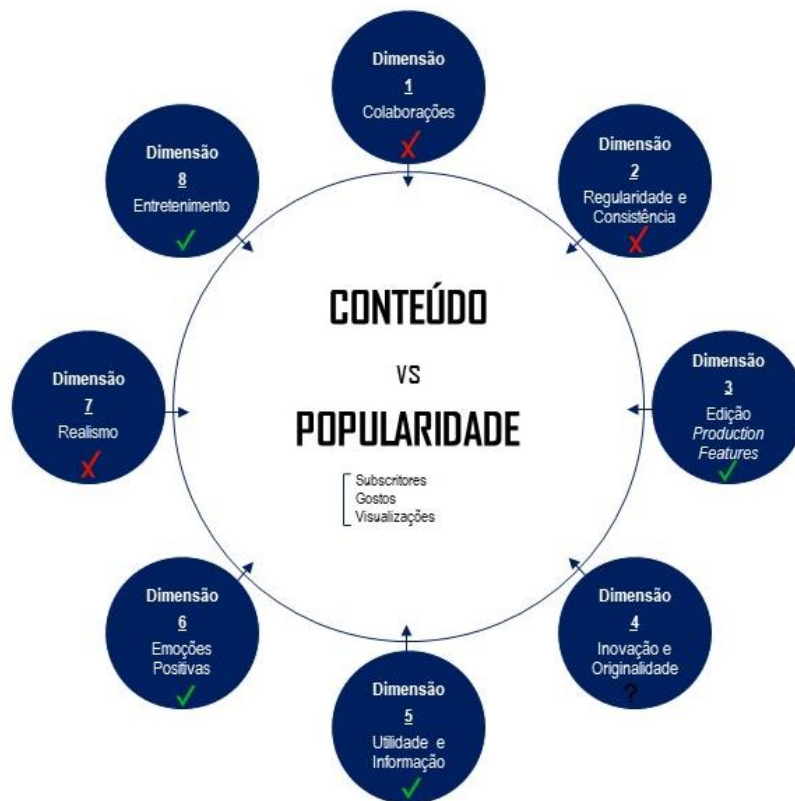 Dimensão
1
Colaborações
✗
Dimensão
2
Regularidade e
Consistência
✗
Dimensão
3
Edição
Production
Features
✓
Dimensão
4
Inovação e
Originalidade
?
Dimensão
5
Utilidade e
Informação
✓
Dimensão
6
Emoções
Positivas
✓
Dimensão
7
Realismo
✗
Dimensão
8
Entretenimento
✓
CONTEÚDO
VS
POPULARIDADE
Subscritores
Gostos
Visualizações